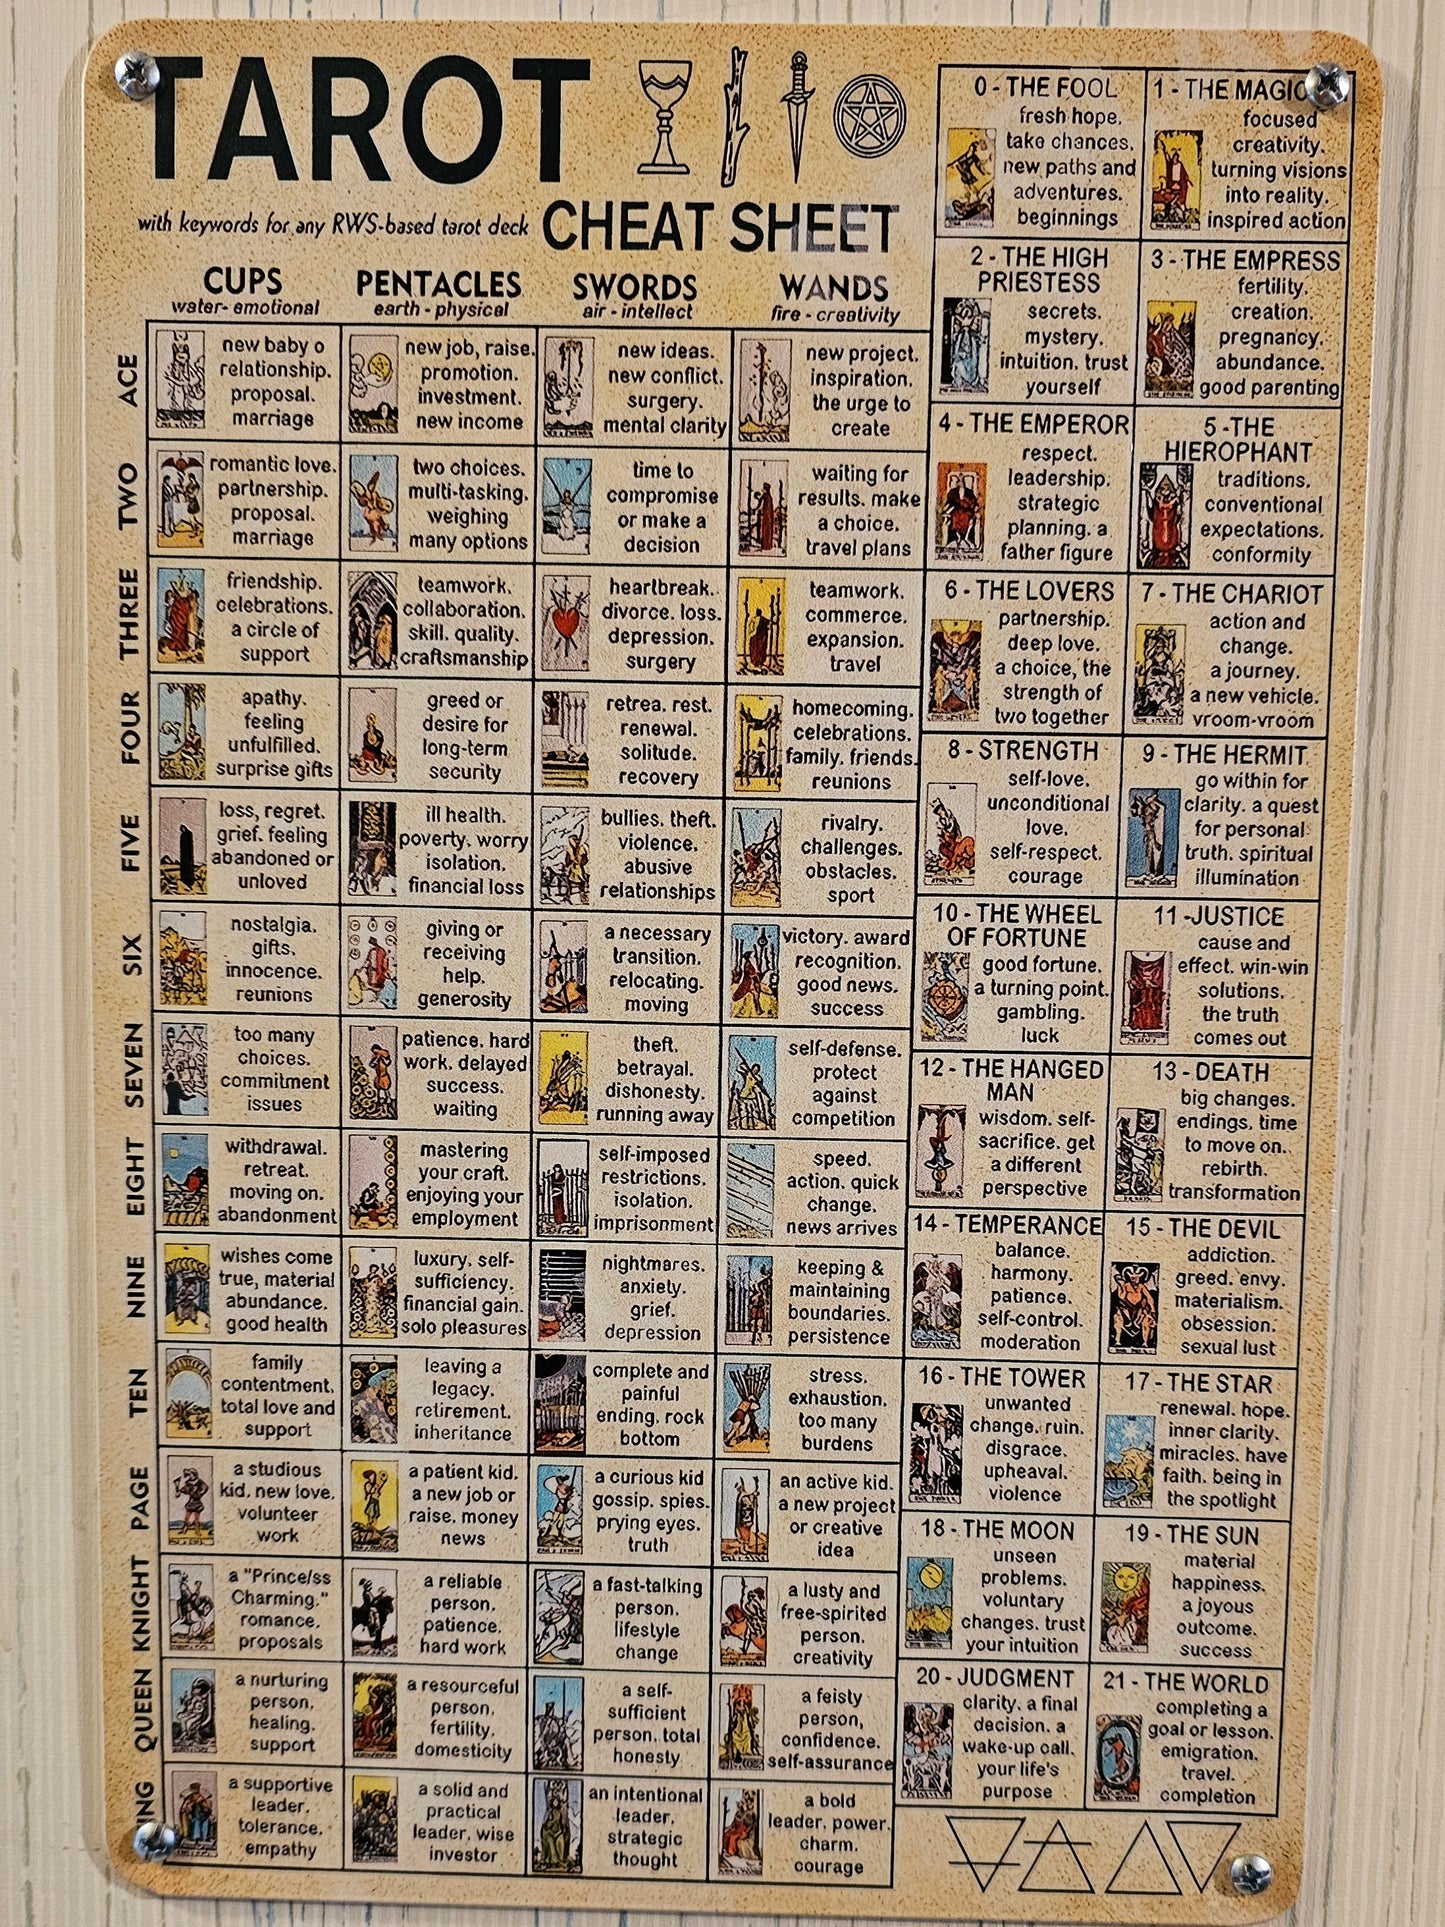 TAROT
with keywords for any RWS-based tarot deck CHEAT SHEET
CUPS
water- emotional
PENTACLES
earth - physical
SWORDS
air - intellect
WANDS
fire - creativity
ACE
new baby o
relationship.
proposal.
marriage
new job, raise.
promotion.
investment.
new income
new ideas.
new conflict.
surgery.
mental clarity
new project.
inspiration.
the urge to
create
TWO
romantic love.
partnership.
proposal.
marriage
two choices.
multi-tasking.
weighing
many options
time to
compromise
or make a
decision
waiting for
results. make
a choice.
travel plans
THREE
friendship.
celebrations.
a circle of
support
teamwork.
collaboration.
skill. quality.
craftsmanship
heartbreak.
divorce. loss.
depression.
surgery
teamwork.
commerce.
expansion.
travel
FOUR
apathy.
feeling
unfulfilled.
surprise gifts
greed or
desire for
long-term
security
retrea. rest.
renewal.
solitude.
recovery
homecoming.
celebrations.
family. friends.
reunions
FIVE
loss, regret.
grief. feeling
abandoned or
unloved
ill health.
poverty. worry
isolation.
financial loss
bullies. theft.
violence.
abusive
relationships
rivalry.
challenges.
obstacles.
sport
SIX
nostalgia.
gifts.
innocence.
reunions
giving or
receiving
help.
generosity
a necessary
transition.
relocating.
moving
victory. award
recognition.
good news.
success
SEVEN
too many
choices.
commitment
issues
patience. hard
work. delayed
success.
waiting
theft.
betrayal.
dishonesty.
running away
self-defense.
protect
against
competition
EIGHT
withdrawal.
retreat.
moving on.
abandonment
mastering
your craft.
enjoying your
employment
self-imposed
restrictions.
isolation.
imprisonment
speed.
action. quick
change.
news arrives
NINE
wishes come
true, material
abundance.
good health
luxury. self-
sufficiency.
financial gain.
solo pleasures
nightmares.
anxiety.
grief.
depression
keeping &
maintaining
boundaries.
persistence
TEN
family
contentment.
total love and
support
leaving a
legacy.
retirement.
inheritance
complete and
painful
ending. rock
bottom
stress.
exhaustion.
too many
burdens
PAGE
a studious
kid. new love.
volunteer
work
a patient kid.
a new job or
raise. money
news
a curious kid
gossip. spies.
prying eyes.
truth
an active kid.
a new project
or creative
idea
KNIGHT
a "Prince/ss
Charming."
romance.
proposals
a reliable
person.
patience.
hard work
a fast-talking
person.
lifestyle
change
a lusty and
free-spirited
person.
creativity
QUEEN
a nurturing
person.
healing.
support
a resourceful
person.
fertility.
domesticity
a self-
sufficient
person. total
honesty
a feisty
person,
confidence.
self-assurance
ING
a supportive
leader.
tolerance.
empathy
a solid and
practical
leader. wise
investor
an intentional
leader.
strategic
thought
a bold
leader. power.
charm.
courage
0 - THE FOOL
fresh hope.
take chances.
new paths and
adventures.
beginnings
1 - THE MAGIC
focused
creativity.
turning visions
into reality.
inspired action
2 - THE HIGH
PRIESTESS
secrets.
mystery.
intuition. trust
yourself
3 - THE EMPRESS
fertility.
creation.
pregnancy.
abundance.
good parenting
4 - THE EMPEROR
respect.
leadership.
strategic
planning. a
father figure
5 -THE
HIEROPHANT
traditions.
conventional
expectations.
conformity
6 - THE LOVERS
partnership.
deep love.
a choice, the
strength of
two together
7 - THE CHARIOT
action and
change.
a journey.
a new vehicle.
vroom-vroom
8 - STRENGTH
self-love.
unconditional
love.
self-respect.
courage
9 - THE HERMIT
go within for
clarity. a quest
for personal
truth. spiritual
illumination
10 - THE WHEEL
OF FORTUNE
good fortune.
a turning point.
gambling.
luck
11 -JUSTICE
cause and
effect. win-win
solutions.
the truth
comes out
12 - THE HANGED
MAN
wisdom. self-
sacrifice. get
a different
perspective
13 - DEATH
big changes.
endings. time
to move on.
rebirth.
transformation
14 - TEMPERANCE
balance.
harmony.
patience.
self-control.
moderation
15 - THE DEVIL
addiction.
greed. envy.
materialism.
obsession.
sexual lust
16 - THE TOWER
unwanted
change. ruin.
disgrace.
upheaval.
violence
17 - THE STAR
renewal. hope.
inner clarity.
miracles. have
faith. being in
the spotlight
18 - THE MOON
unseen
problems.
voluntary
changes. trust
your intuition
19 - THE SUN
material
happiness.
a joyous
outcome.
success
20 - JUDGMENT
clarity. a final
decision. a
wake-up call.
your life's
purpose
21 - THE WORLD
completing a
goal or lesson.
emigration.
travel.
completion